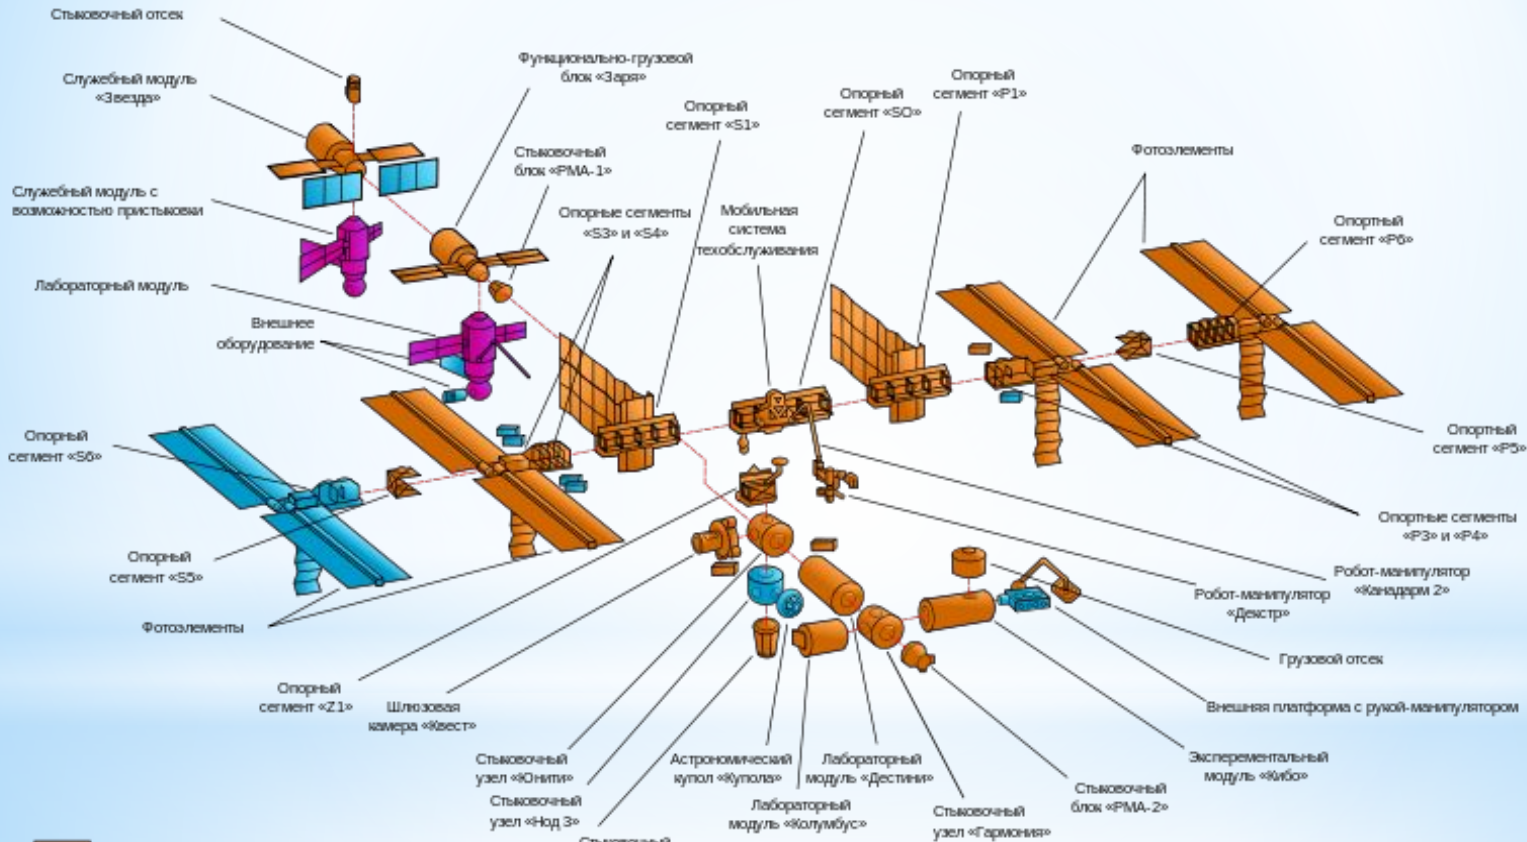 Стыковочный отсек
Служебный модуль
«Звезда»
Служебный модуль с
возможностью пристыковки
Лабораторный модуль
Внешнее
оборудование
Функционально-грузовой
блок «Заря»
Стыковочный
блок «PMA-1»
Опорные сегменты
«S3» и «S4»
Опорный
сегмент «S1»
Мобильная
система
техобслуживания
Опорный
сегмент «SO»
Опорный
сегмент «P1»
Фотоэлементы
Опортный
сегмент «P6»
Опортный
сегмент «P5»
Опортные сегменты
«P3» и «P4»
Робот-манипулятор
«Канадарм 2»
Робот-манипулятор
«Декстр»
Грузовой отсек
Внешняя платформа с рукой-манипулятором
Эксперементальный
модуль «Кибо»
Стыковочный
блок «PMA-2»
Стыковочный
узел «Гармония»
Лабораторный
модуль «Дестини»
Лабораторный
модуль «Колумбус»
Астрономический
купол «Купола»
Стыковочный
узел «Юнити»
Стыковочный
узел «Нод 3»
Стыковочный
Шлюзовая
камера «Квест»
Опорный
сегмент «Z1»
Фотоэлементы
Опорный
сегмент «S5»
Опорный
сегмент «S6»